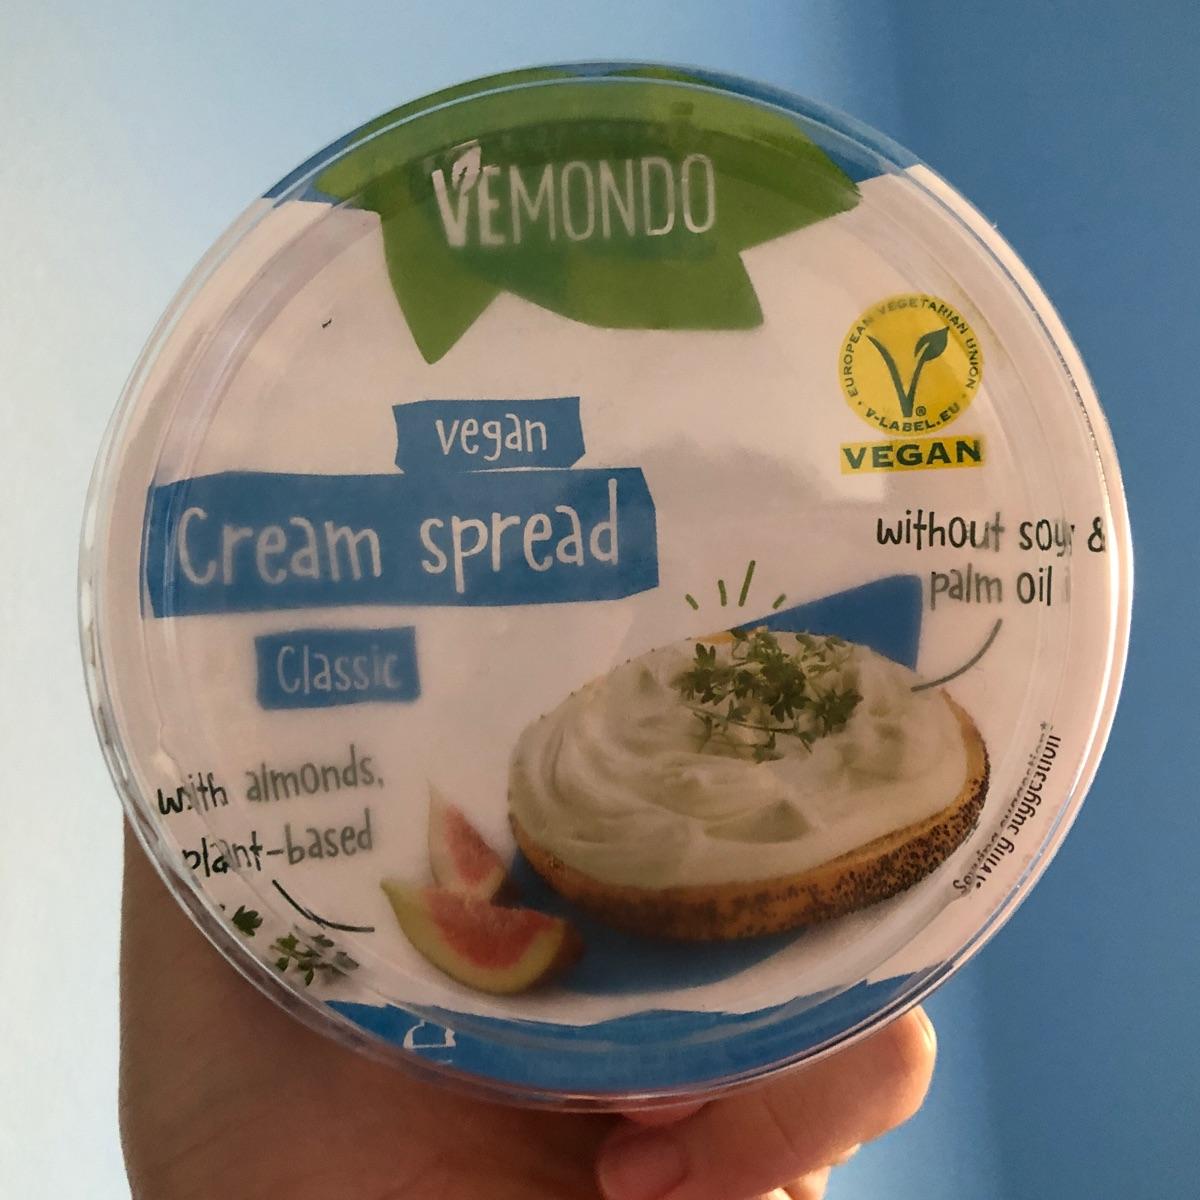 VEMONDO
EUROPEAN VEGETARIAN UNION
V-LABEL.EU
VEGAN
vegan
Cream spread
Classic
without soy &
palm oil
with almonds,
plant-based
Serving suggestion